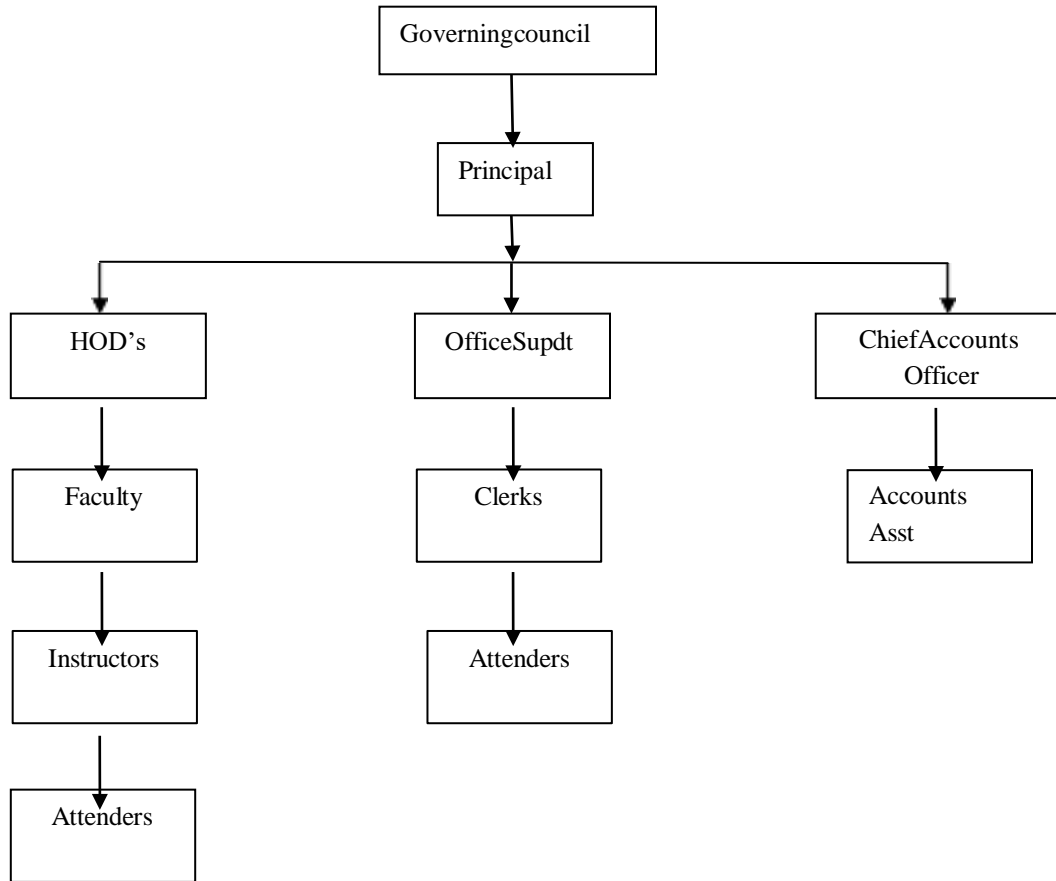 Governingcouncil
Principal
HOD’s
OfficeSupdt
ChiefAccounts
Officer
Faculty
Clerks
Accounts
Asst
Instructors
Attenders
Attenders